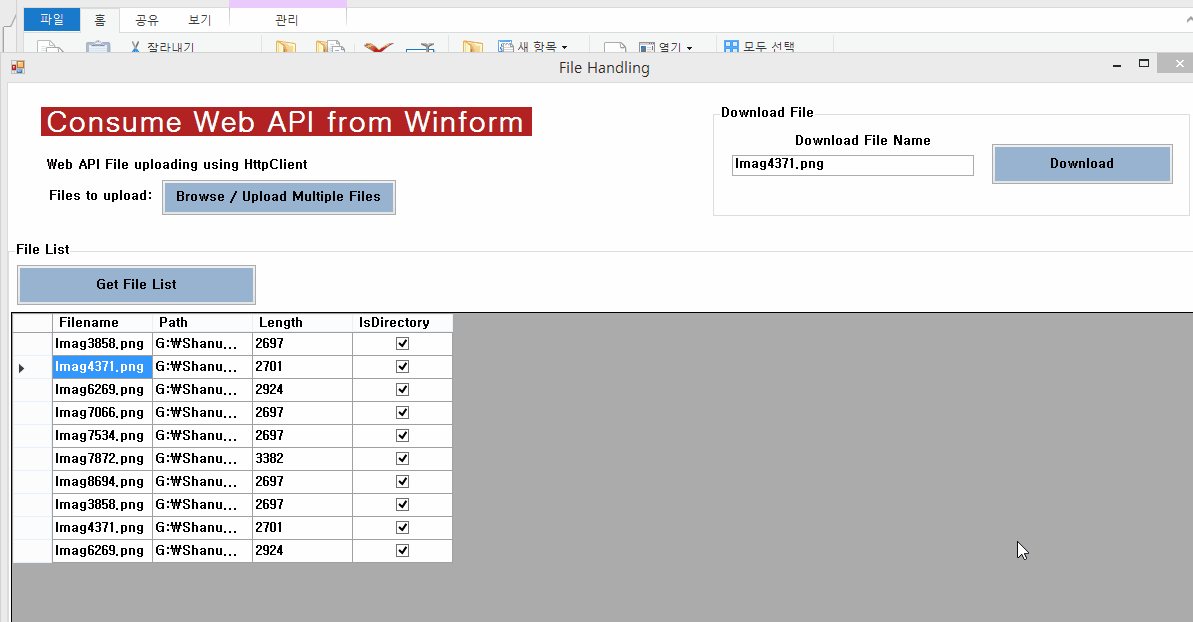 파일 홈 공유 보기 관리
잘라내기 새 항목 열기 모두 선택
File Handling
Consume Web API from Winform
Web API File uploading using HttpClient
Files to upload: Browse / Upload Multiple Files
Download File
Download File Name
Imag4371.png Download
File List
Get File List
Filename Path Length IsDirectory
Imag3858.png G:₩Shanu... 2697
Imag4371.png G:₩Shanu... 2701
Imag6269.png G:₩Shanu... 2924
Imag7066.png G:₩Shanu... 2697
Imag7534.png G:₩Shanu... 2697
Imag7872.png G:₩Shanu... 3382
Imag8694.png G:₩Shanu... 2697
Imag3858.png G:₩Shanu... 2697
Imag4371.png G:₩Shanu... 2701
Imag6269.png G:₩Shanu... 2924